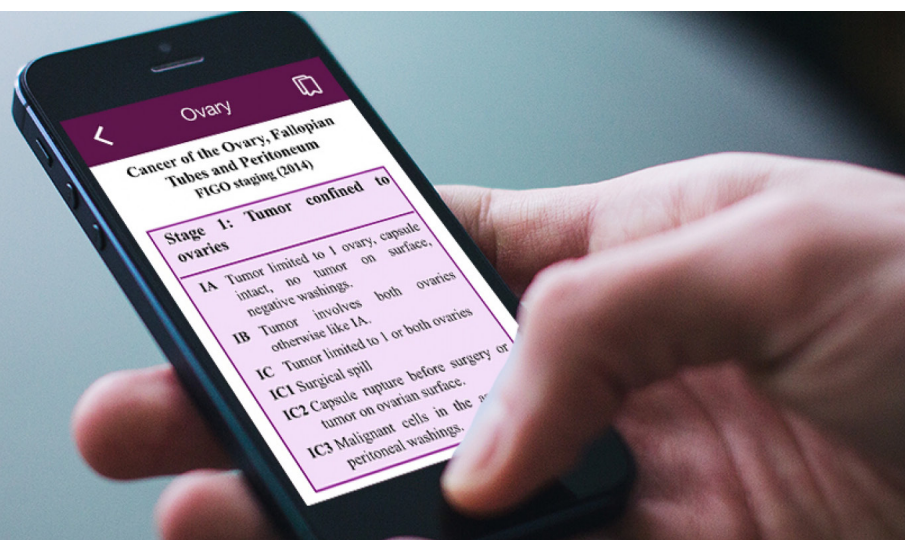 Ovary
Cancer of the Ovary, Fallopian
Tubes and Peritoneum
FIGO staging (2014)
Stage 1: Tumor confined to
ovaries
IA Tumor limited to 1 ovary, capsule
intact, no tumor on surface,
negative washings.
IB Tumor involves both ovaries
otherwise like IA.
IC Tumor limited to 1 or both ovaries
IC1 Surgical spill
IC2 Capsule rupture before surgery or
tumor on ovarian surface.
IC3 Malignant cells in the
peritoneal washings.